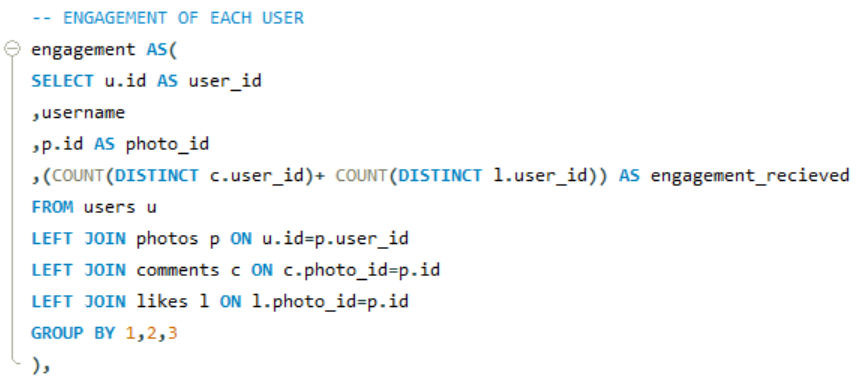 -- ENGAGEMENT OF EACH USER
engagement AS(
SELECT u.id AS user_id
,username
,p.id AS photo_id
,(COUNT(DISTINCT c.user_id)+ COUNT(DISTINCT l.user_id)) AS engagement_recieved
FROM users u
LEFT JOIN photos p ON u.id=p.user_id
LEFT JOIN comments c ON c.photo_id=p.id
LEFT JOIN likes l ON l.photo_id=p.id
GROUP BY 1,2,3
),